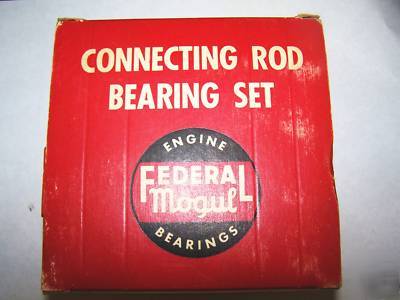 CONNECTING ROD
BEARING SET
ENGINE
FEDERAL
Mogul
BEARINGS